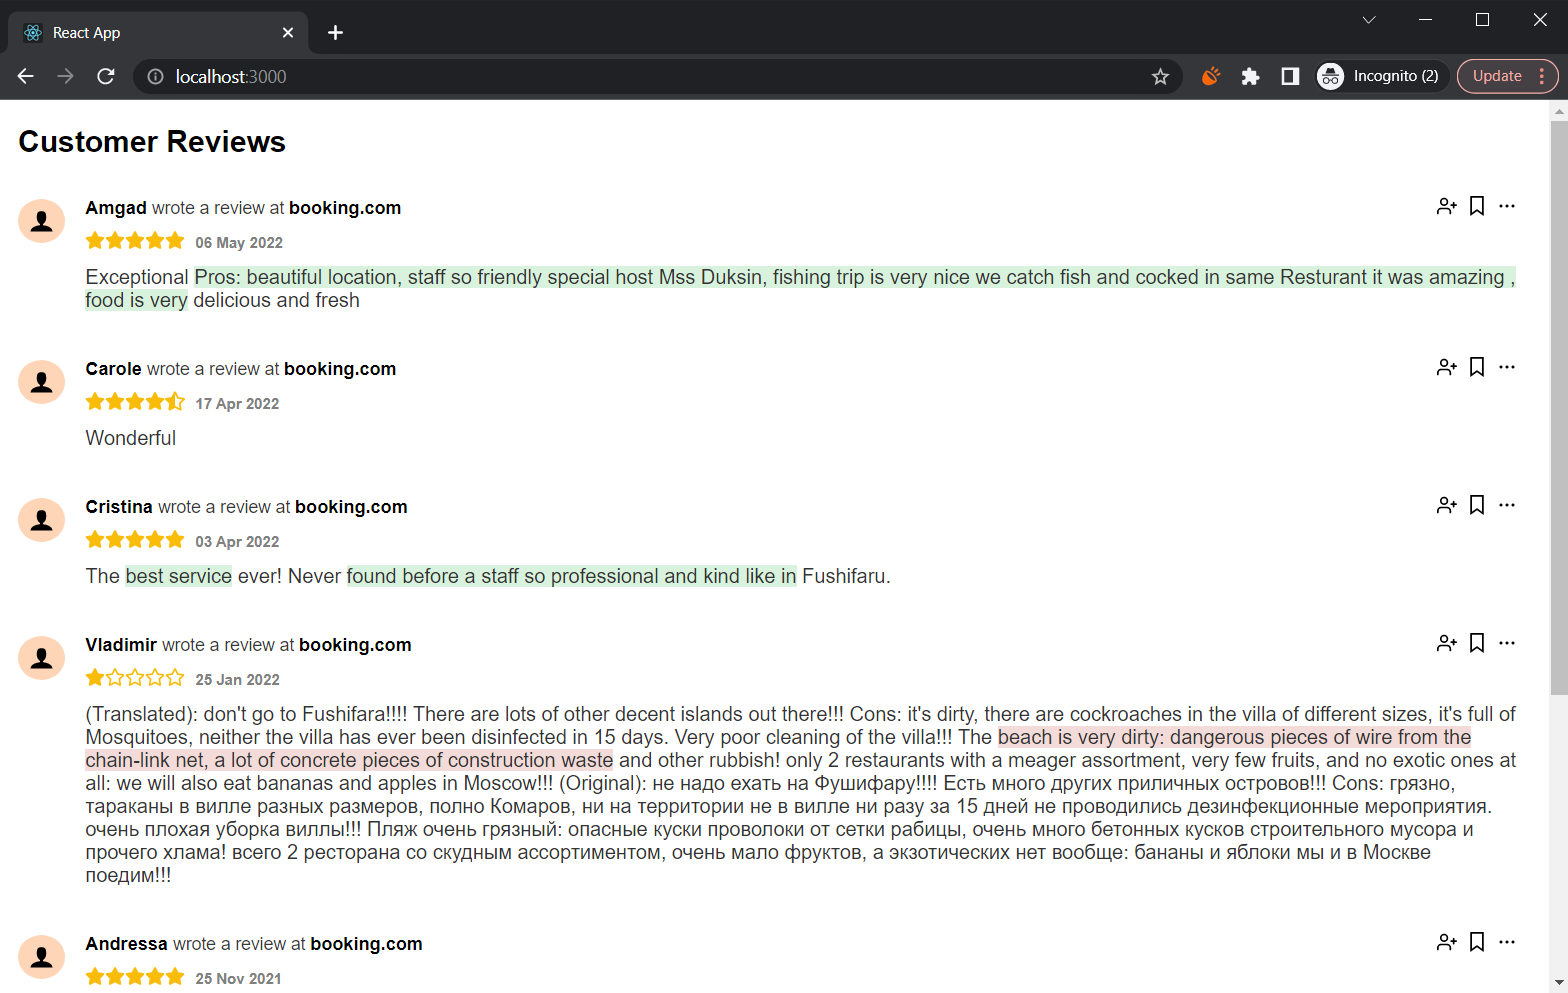 React App
localhost:3000
Incognito (2)
Update
Customer Reviews
Amgad wrote a review at booking.com
06 May 2022
Exceptional Pros: beautiful location, staff so friendly special host Mss Duksin, fishing trip is very nice we catch fish and cocked in same Resturant it was amazing ,
food is very delicious and fresh
Carole wrote a review at booking.com
17 Apr 2022
Wonderful
Cristina wrote a review at booking.com
03 Apr 2022
The best service ever! Never found before a staff so professional and kind like in Fushifaru.
Vladimir wrote a review at booking.com
25 Jan 2022
(Translated): don't go to Fushifara!!!! There are lots of other decent islands out there!!! Cons: it's dirty, there are cockroaches in the villa of different sizes, it's full of
Mosquitoes, neither the villa has ever been disinfected in 15 days. Very poor cleaning of the villa!!! The beach is very dirty: dangerous pieces of wire from the
chain-link net, a lot of concrete pieces of construction waste and other rubbish! only 2 restaurants with a meager assortment, very few fruits, and no exotic ones at
all: we will also eat bananas and apples in Moscow!!! (Original): не надо ехать на Фушифару!!!! Есть много других приличных островов!!! Cons: грязно,
тараканы в вилле разных размеров, полно Комаров, ни на территории не в вилле ни разу за 15 дней не проводились дезинфекционные мероприятия.
очень плохая уборка виллы!!! Пляж очень грязный: опасные куски проволоки от сетки рабицы, очень много бетонных кусков строительного мусора и
прочего хлама! всего 2 ресторана со скудным ассортиментом, очень мало фруктов, а экзотических нет вообще: бананы и яблоки мы и в Москве
поедим!!!
Andressa wrote a review at booking.com
25 Nov 2021